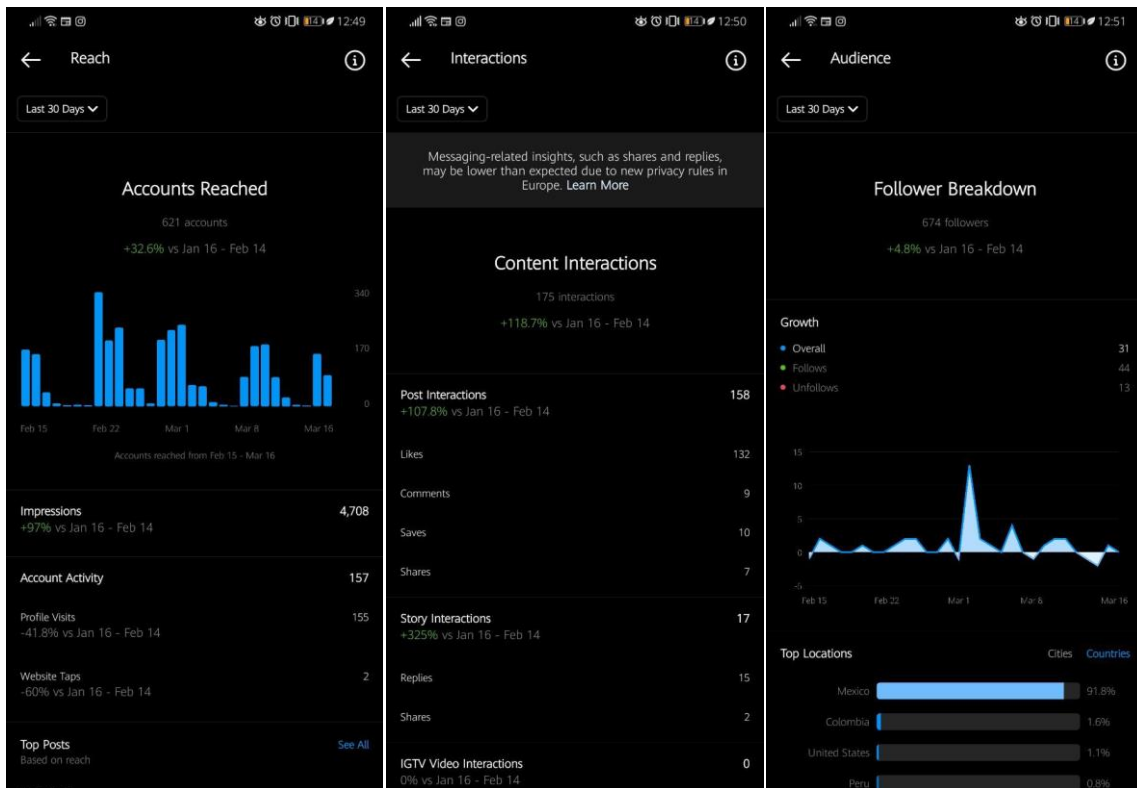 12:49
Reach
Last 30 Days
Accounts Reached
621 accounts
+32.6% vs Jan 16 - Feb 14
340
170
0
Feb 15 Feb 22 Mar 1 Mar 8 Mar 16
Accounts reached from Feb 15 - Mar 16
Impressions 4,708
+97% vs Jan 16 - Feb 14
Account Activity 157
Profile Visits 155
-41.8% vs Jan 16 - Feb 14
Website Taps 2
-60% vs Jan 16 - Feb 14
Top Posts See All
Based on reach
12:50
Interactions
Last 30 Days
Messaging-related insights, such as shares and replies,
may be lower than expected due to new privacy rules in
Europe. Learn More
Content Interactions
175 interactions
+118.7% vs Jan 16 - Feb 14
Post Interactions 158
+107.8% vs Jan 16 - Feb 14
Likes 132
Comments 9
Saves 10
Shares 7
Story Interactions 17
+325% vs Jan 16 - Feb 14
Replies 15
Shares 2
IGTV Video Interactions 0
0% vs Jan 16 - Feb 14
12:51
Audience
Last 30 Days
Follower Breakdown
674 followers
+4.8% vs Jan 16 - Feb 14
Growth
Overall 31
Follows 44
Unfollows 13
15
10
5
0
-5
Feb 15 Feb 22 Mar 1 Mar 8 Mar 16
Top Locations Cities Countries
Mexico 91.8%
Colombia 1.6%
United States 1.1%
Peru 0.8%